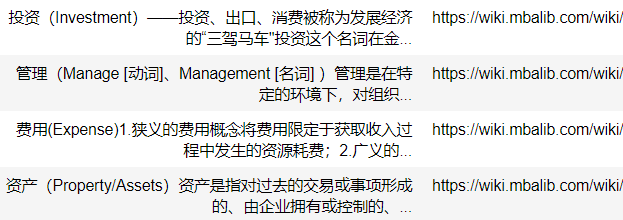 投资（Investment）——投资、出口、消费被称为发展经济 https://wiki.mbalib.com/wiki/
的“三驾马车"投资这个名词在金...
管理（Manage [动词]、Management [名词] ）管理是在特 https://wiki.mbalib.com/wiki/
定的环境下，对组织...
费用(Expense)1.狭义的费用概念将费用限定于获取收入过 https://wiki.mbalib.com/wiki/
程中发生的资源耗费；2.广义的...
资产（Property/Assets）资产是指对过去的交易或事项形成 https://wiki.mbalib.com/wiki/
的、由企业拥有或控制的、...